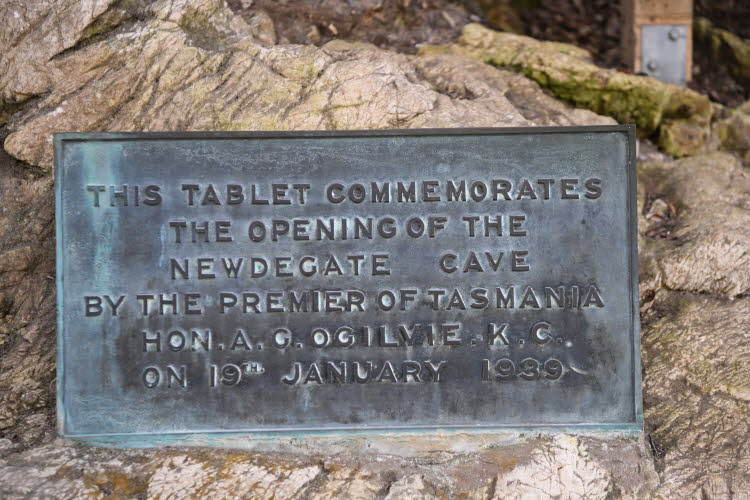 THIS TABLET COMMEMORATES
THE OPENING OF THE
NEWDEGATE CAVE
BY THE PREMIER OF TASMANIA
HON. A. G. OGILVIE. K. C.
ON 19TH. JANUARY 1939